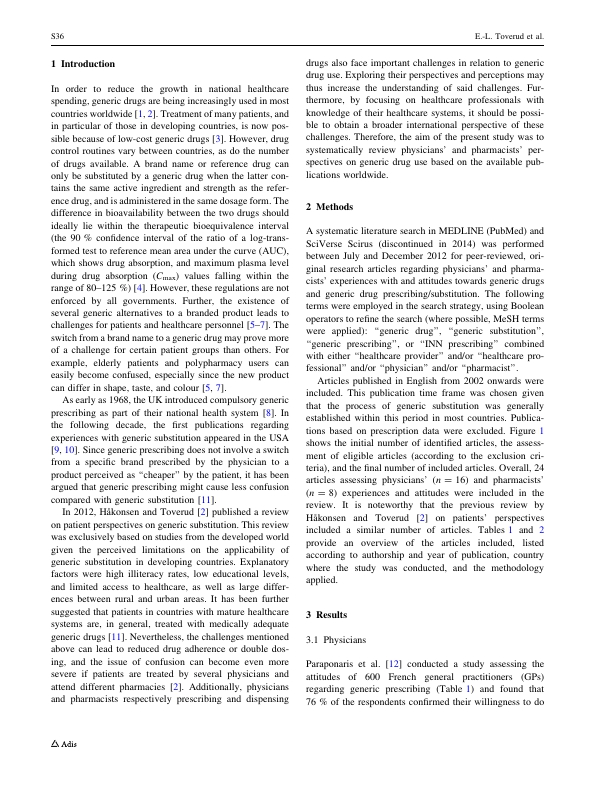 S36
E.-L. Toverud et al.
1 Introduction
In order to reduce the growth in national healthcare
spending, generic drugs are being increasingly used in most
countries worldwide [1, 2]. Treatment of many patients, and
in particular of those in developing countries, is now pos-
sible because of low-cost generic drugs [3]. However, drug
control routines vary between countries, as do the number
of drugs available. A brand name or reference drug can
only be substituted by a generic drug when the latter con-
tains the same active ingredient and strength as the refer-
ence drug, and is administered in the same dosage form. The
difference in bioavailability between the two drugs should
ideally lie within the therapeutic bioequivalence interval
(the 90 % confidence interval of the ratio of a log-trans-
formed test to reference mean area under the curve (AUC),
which shows drug absorption, and maximum plasma level
during drug absorption (Cmax) values falling within the
range of 80–125 %) [4]. However, these regulations are not
enforced by all governments. Further, the existence of
several generic alternatives to a branded product leads to
challenges for patients and healthcare personnel [5–7]. The
switch from a brand name to a generic drug may prove more
of a challenge for certain patient groups than others. For
example, elderly patients and polypharmacy users can
easily become confused, especially since the new product
can differ in shape, taste, and colour [5, 7].
As early as 1968, the UK introduced compulsory generic
prescribing as part of their national health system [8]. In
the following decade, the first publications regarding
experiences with generic substitution appeared in the USA
[9, 10]. Since generic prescribing does not involve a switch
from a specific brand prescribed by the physician to a
product perceived as “cheaper” by the patient, it has been
argued that generic prescribing might cause less confusion
compared with generic substitution [11].
In 2012, Håkonsen and Toverud [2] published a review
on patient perspectives on generic substitution. This review
was exclusively based on studies from the developed world
given the perceived limitations on the applicability of
generic substitution in developing countries. Explanatory
factors were high illiteracy rates, low educational levels,
and limited access to healthcare, as well as large differ-
ences between rural and urban areas. It has been further
suggested that patients in countries with mature healthcare
systems are, in general, treated with medically adequate
generic drugs [11]. Nevertheless, the challenges mentioned
above can lead to reduced drug adherence or double dos-
ing, and the issue of confusion can become even more
severe if patients are treated by several physicians and
attend different pharmacies [2]. Additionally, physicians
and pharmacists respectively prescribing and dispensing
drugs also face important challenges in relation to generic
drug use. Exploring their perspectives and perceptions may
thus increase the understanding of said challenges. Fur-
thermore, by focusing on healthcare professionals with
knowledge of their healthcare systems, it should be possi-
ble to obtain a broader international perspective of these
challenges. Therefore, the aim of the present study was to
systematically review physicians’ and pharmacists’ per-
spectives on generic drug use based on the available pub-
lications worldwide.
2 Methods
A systematic literature search in MEDLINE (PubMed) and
SciVerse Scirus (discontinued in 2014) was performed
between July and December 2012 for peer-reviewed, orig-
inal research articles regarding physicians’ and pharma-
cists’ experiences with and attitudes towards generic drugs
and generic drug prescribing/substitution. The following
terms were employed in the search strategy, using Boolean
operators to refine the search (where possible, MeSH terms
were applied): “generic drug”, “generic substitution”,
“generic prescribing”, or “INN prescribing” combined
with either “healthcare provider” and/or “healthcare pro-
fessional” and/or “physician” and/or “pharmacist”.
Articles published in English from 2002 onwards were
included. This publication time frame was chosen given
that the process of generic substitution was generally
established within this period in most countries. Publica-
tions based on prescription data were excluded. Figure 1
shows the initial number of identified articles, the assess-
ment of eligible articles (according to the exclusion cri-
teria), and the final number of included articles. Overall, 24
articles assessing physicians’ (n = 16) and pharmacists’
(n = 8) experiences and attitudes were included in the
review. It is noteworthy that the previous review by
Håkonsen and Toverud [2] on patients’ perspectives
included a similar number of articles. Tables 1 and 2
provide an overview of the articles included, listed
according to authorship and year of publication, country
where the study was conducted, and the methodology
applied.
3 Results
3.1 Physicians
Paraponaris et al. [12] conducted a study assessing the
attitudes of 600 French general practitioners (GPs)
regarding generic prescribing (Table 1) and found that
76 % of the respondents confirmed their willingness to do
Adis